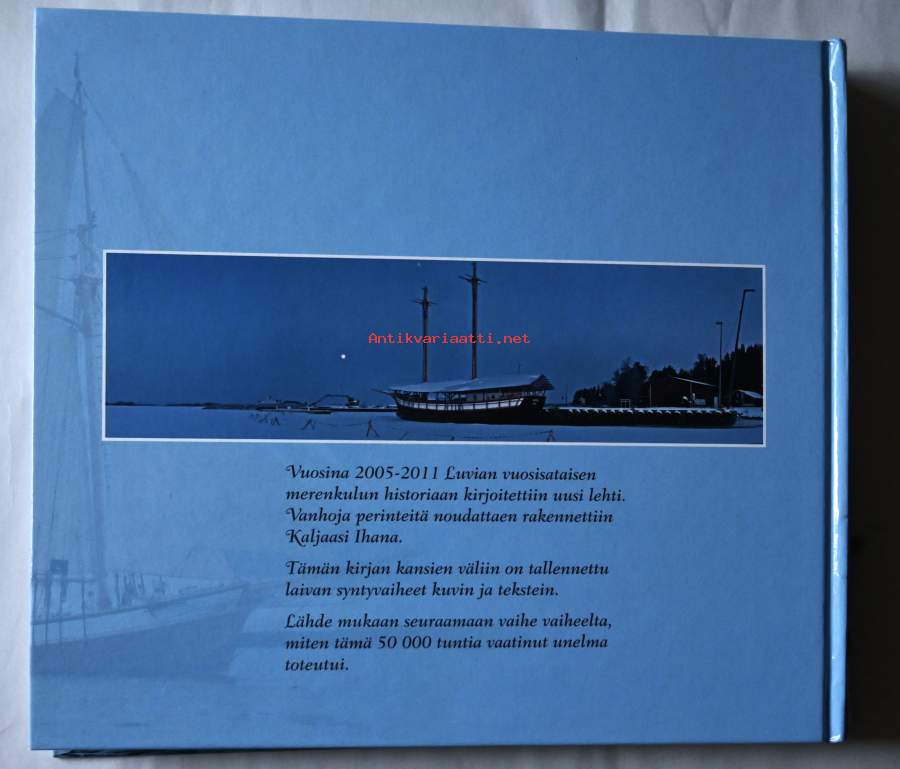 Antikvariaatti.net
Vuosina 2005-2011 Luvian vuosisataisen
merenkulun historiaan kirjoitettiin uusi lehti.
Vanhoja perinteitä noudattaen rakennettiin
Kaljaasi Ihana.
Tämän kirjan kansien väliin on tallennettu
laivan syntyvaiheet kuvin ja tekstein.
Lähde mukaan seuraamaan vaihe vaiheelta,
miten tämä 50 000 tuntia vaatinut unelma
toteutui.